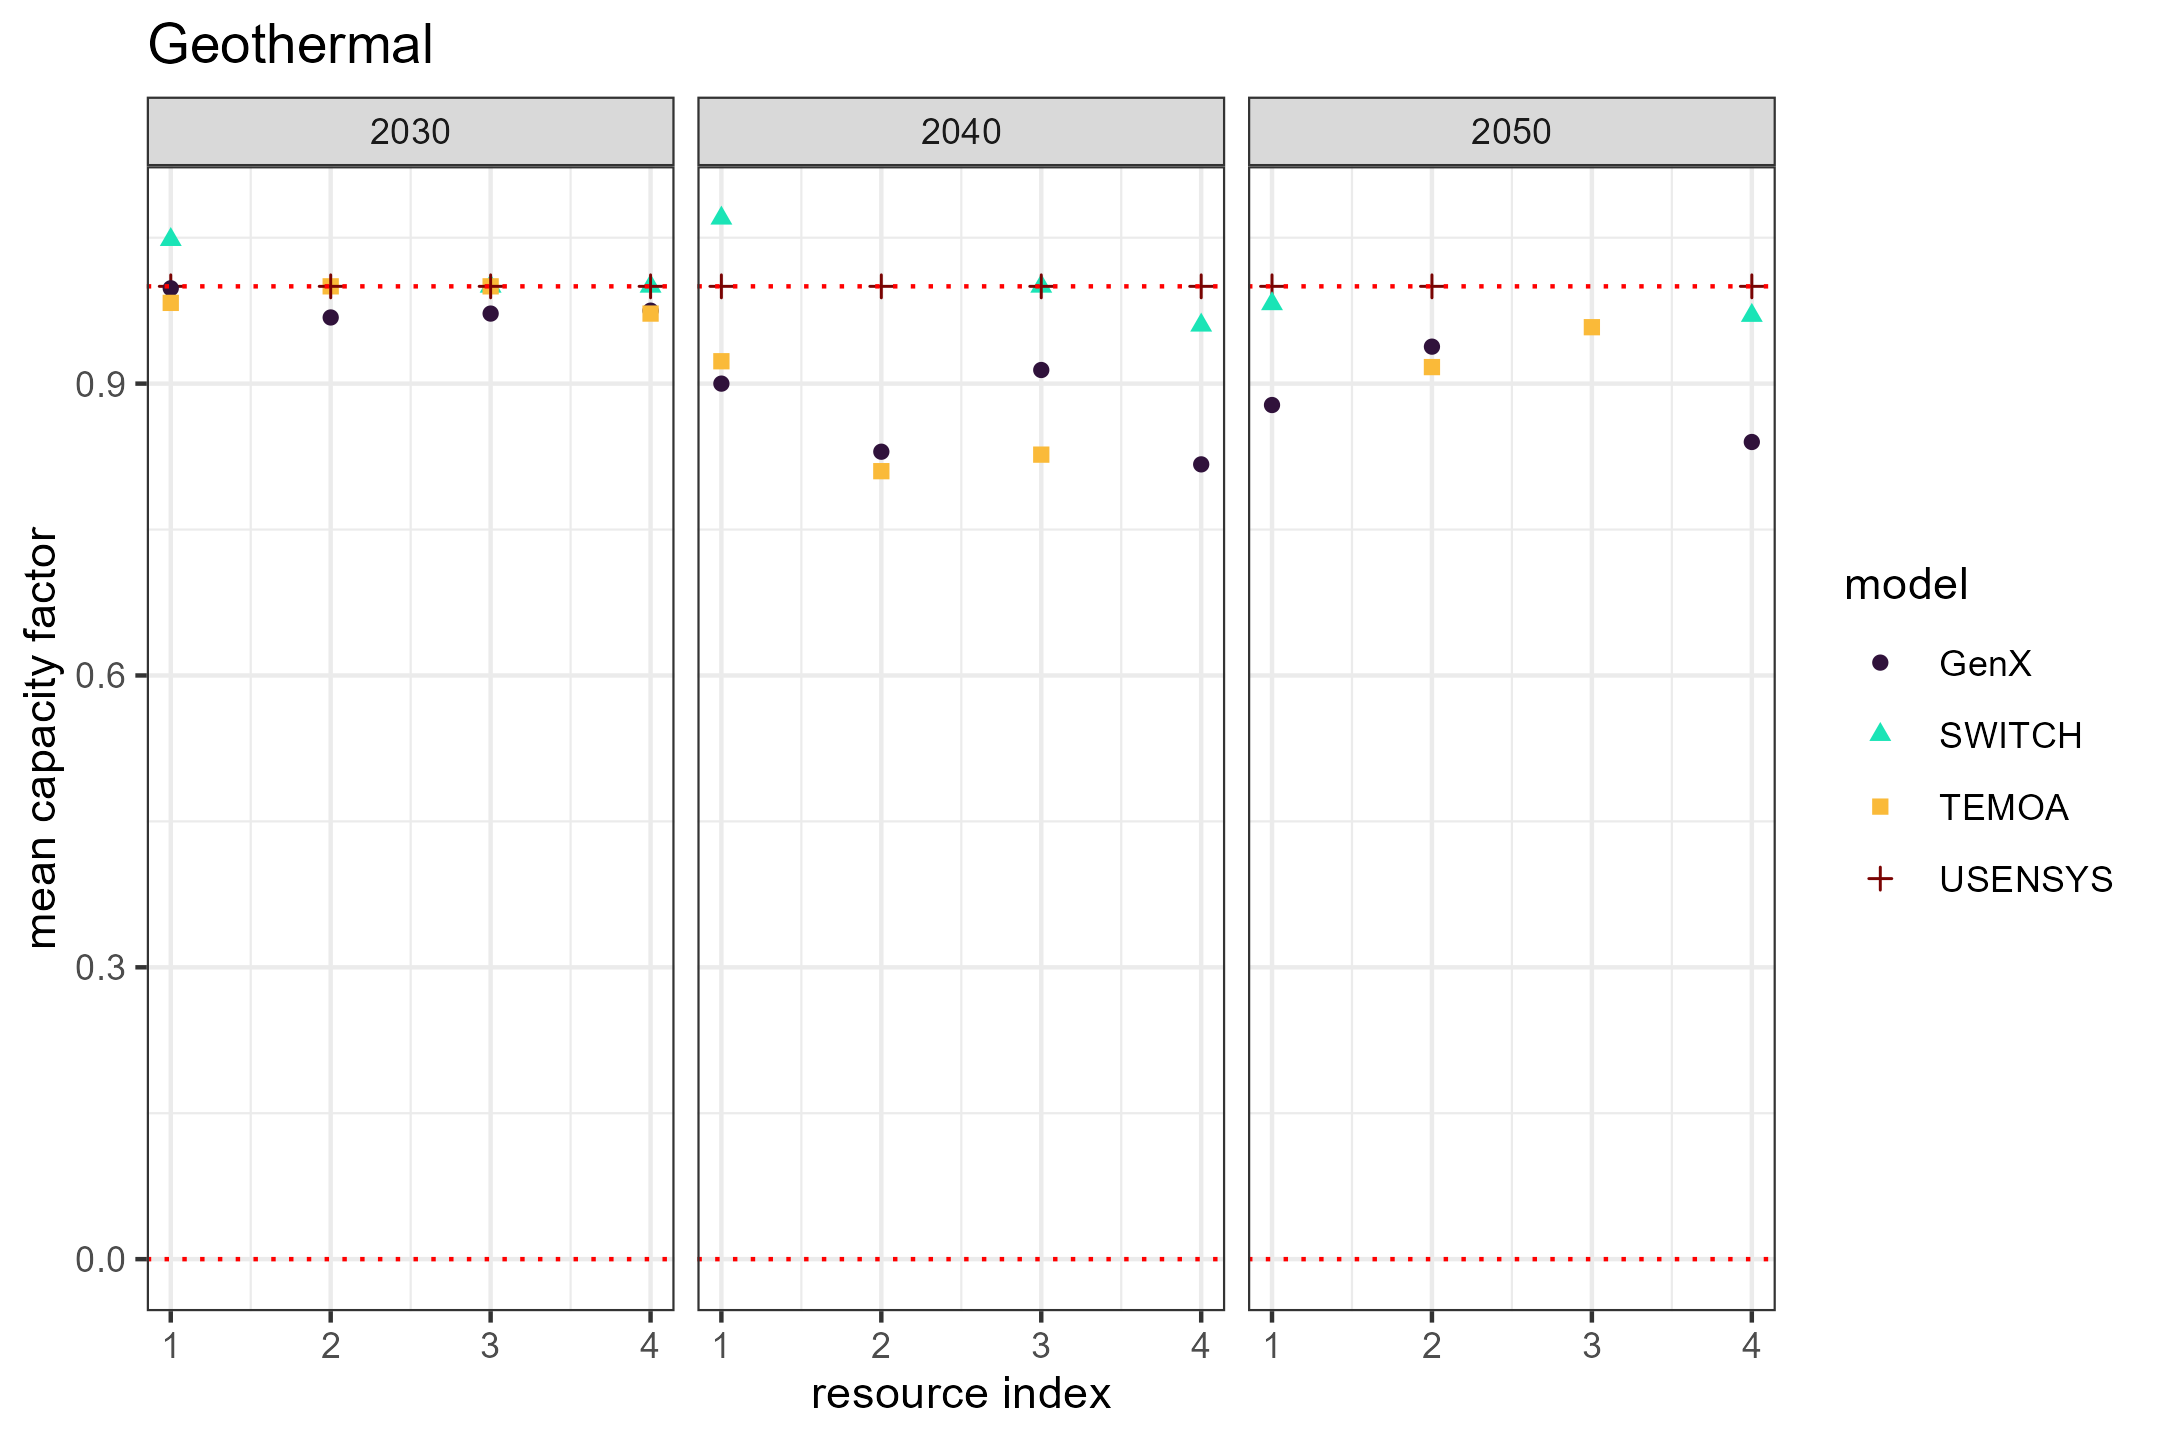 Geothermal
2030 2040 2050
mean capacity factor
0.9
0.6
0.3
0.0
1 2 3 4 1 2 3 4 1 2 3 4
resource index
model
GenX
SWITCH
TEMOA
USENSYS